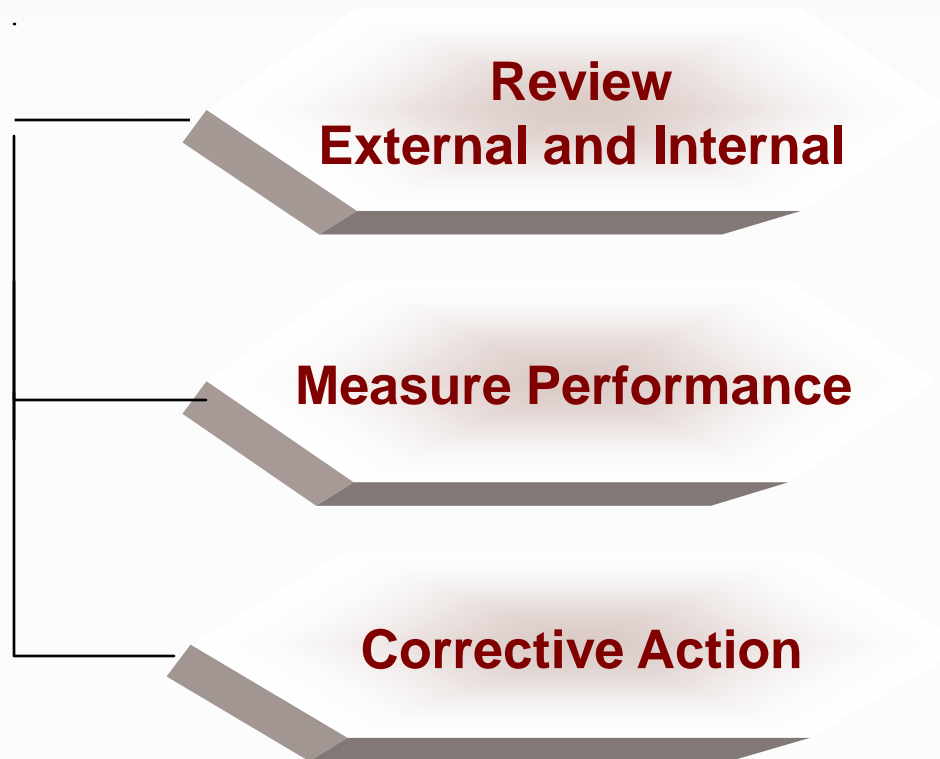 Review
External and Internal
Measure Performance
Corrective Action